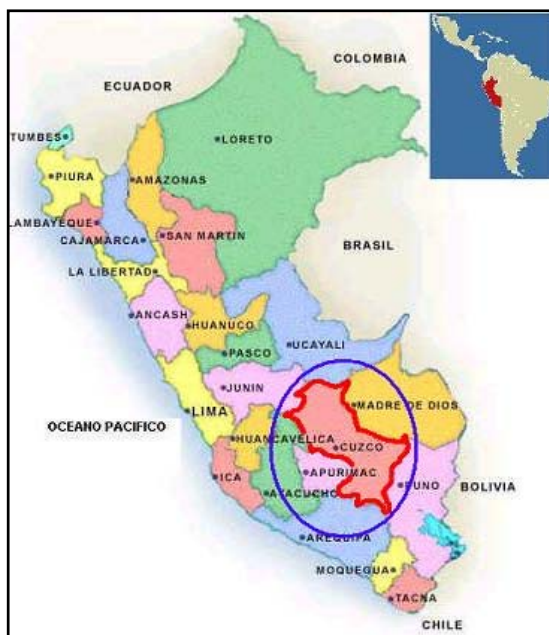 COLOMBIA
ECUADOR
TUMBES
LORETO
PIURA
AMAZONAS
LAMBAYEQUE
CAJAMARCA
SAN MARTIN
BRASIL
LA LIBERTAD
ANCASH
HUANUCO
UCAYALI
PASCO
JUNIN
MADRE DE DIOS
LIMA
OCEANO PACIFICO
HUANCAVELICA
CUZCO
APURIMAC
ICA
AYACUCHO
PUNO
BOLIVIA
AREQUIPA
MOQUEGUA
TACNA
CHILE